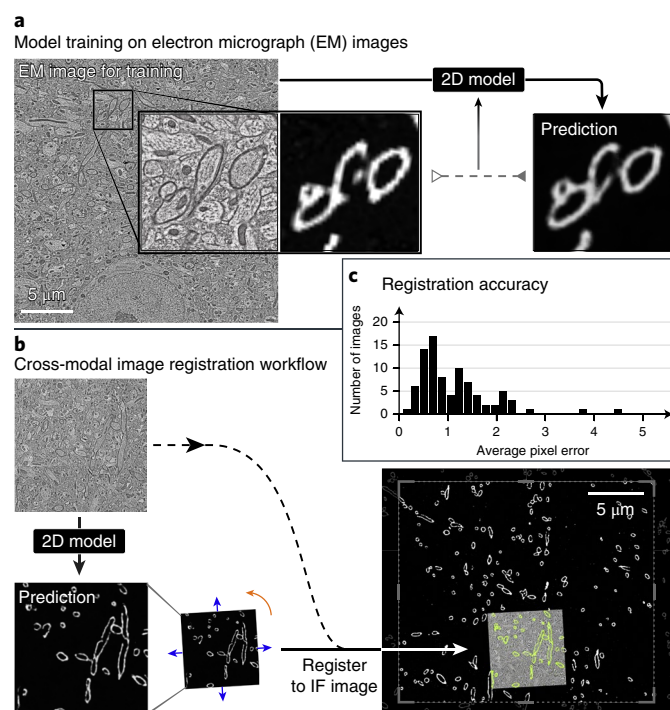 a
Model training on electron micrograph (EM) images
EM image for training
2D model
Prediction
5 μm
c
Registration accuracy
Number of images
20
15
10
5
0
0 1 2 3 4 5
Average pixel error
b
Cross-modal image registration workflow
2D model
Prediction
Register
to IF image
5 μm